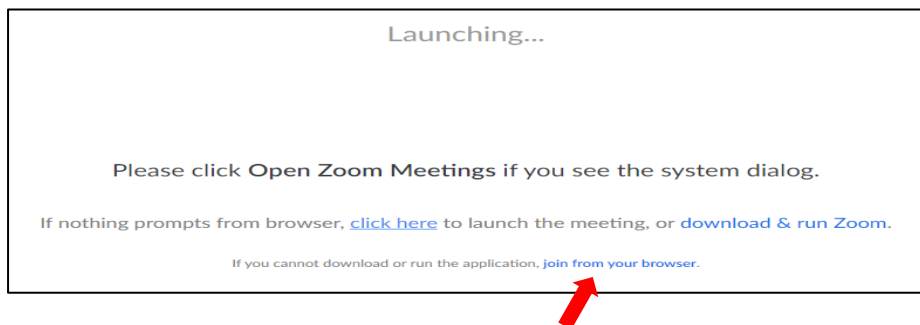 Launching...
Please click Open Zoom Meetings if you see the system dialog.
If nothing prompts from browser, click here to launch the meeting, or download & run Zoom.
If you cannot download or run the application, join from your browser.